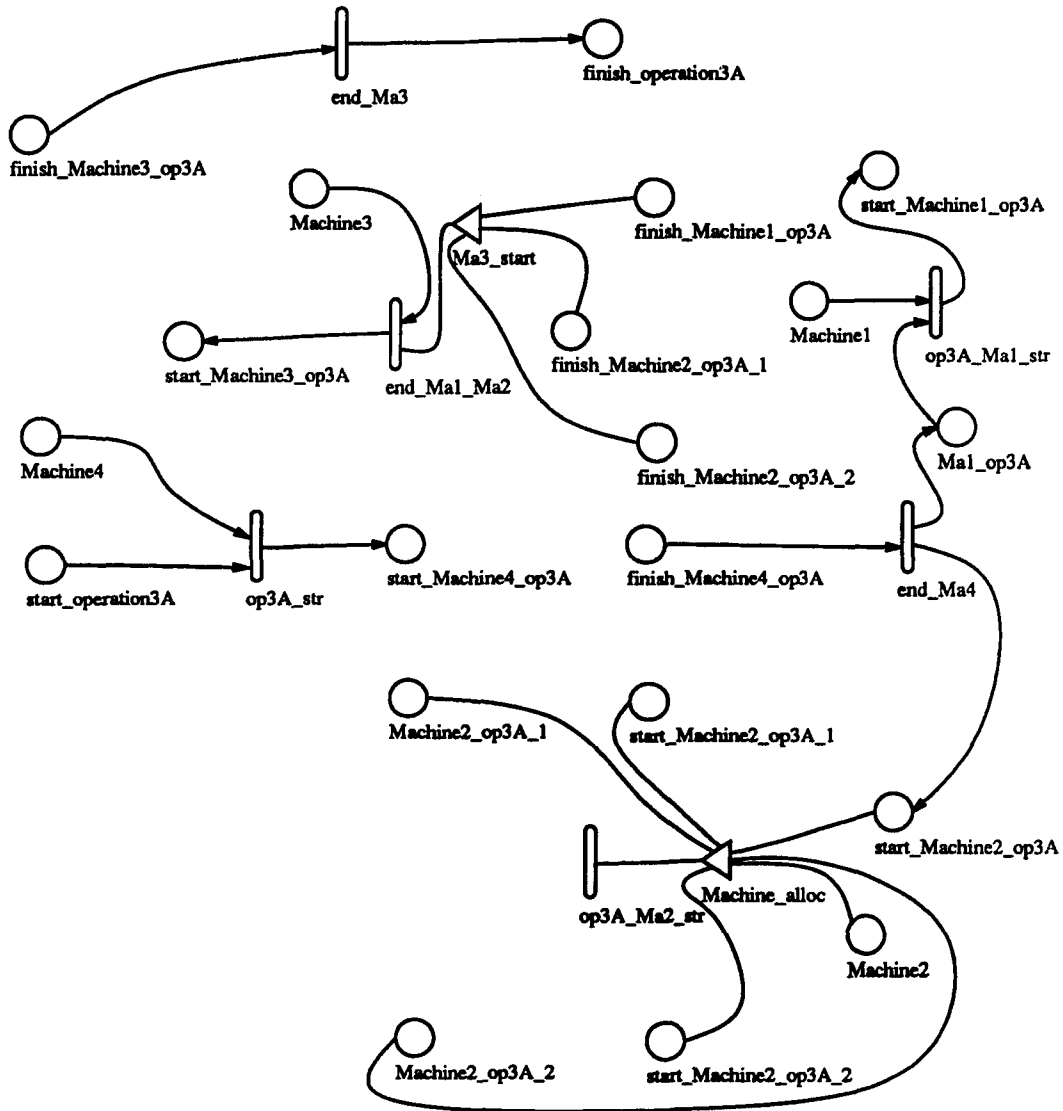 finish_operation3A
end_Ma3
finish_Machine3_op3A
start_Machine1_op3A
Machine3
finish_Machine1_op3A
Ma3_start
Machine1
op3A_Ma1_str
start_Machine3_op3A
end_Ma1_Ma2
finish_Machine2_op3A_1
Machine4
Ma1_op3A
finish_Machine2_op3A_2
start_operation3A
op3A_str
start_Machine4_op3A
finish_Machine4_op3A
end_Ma4
Machine2_op3A_1
start_Machine2_op3A_1
start_Machine2_op3A
Machine_alloc
op3A_Ma2_str
Machine2
Machine2_op3A_2
start_Machine2_op3A_2